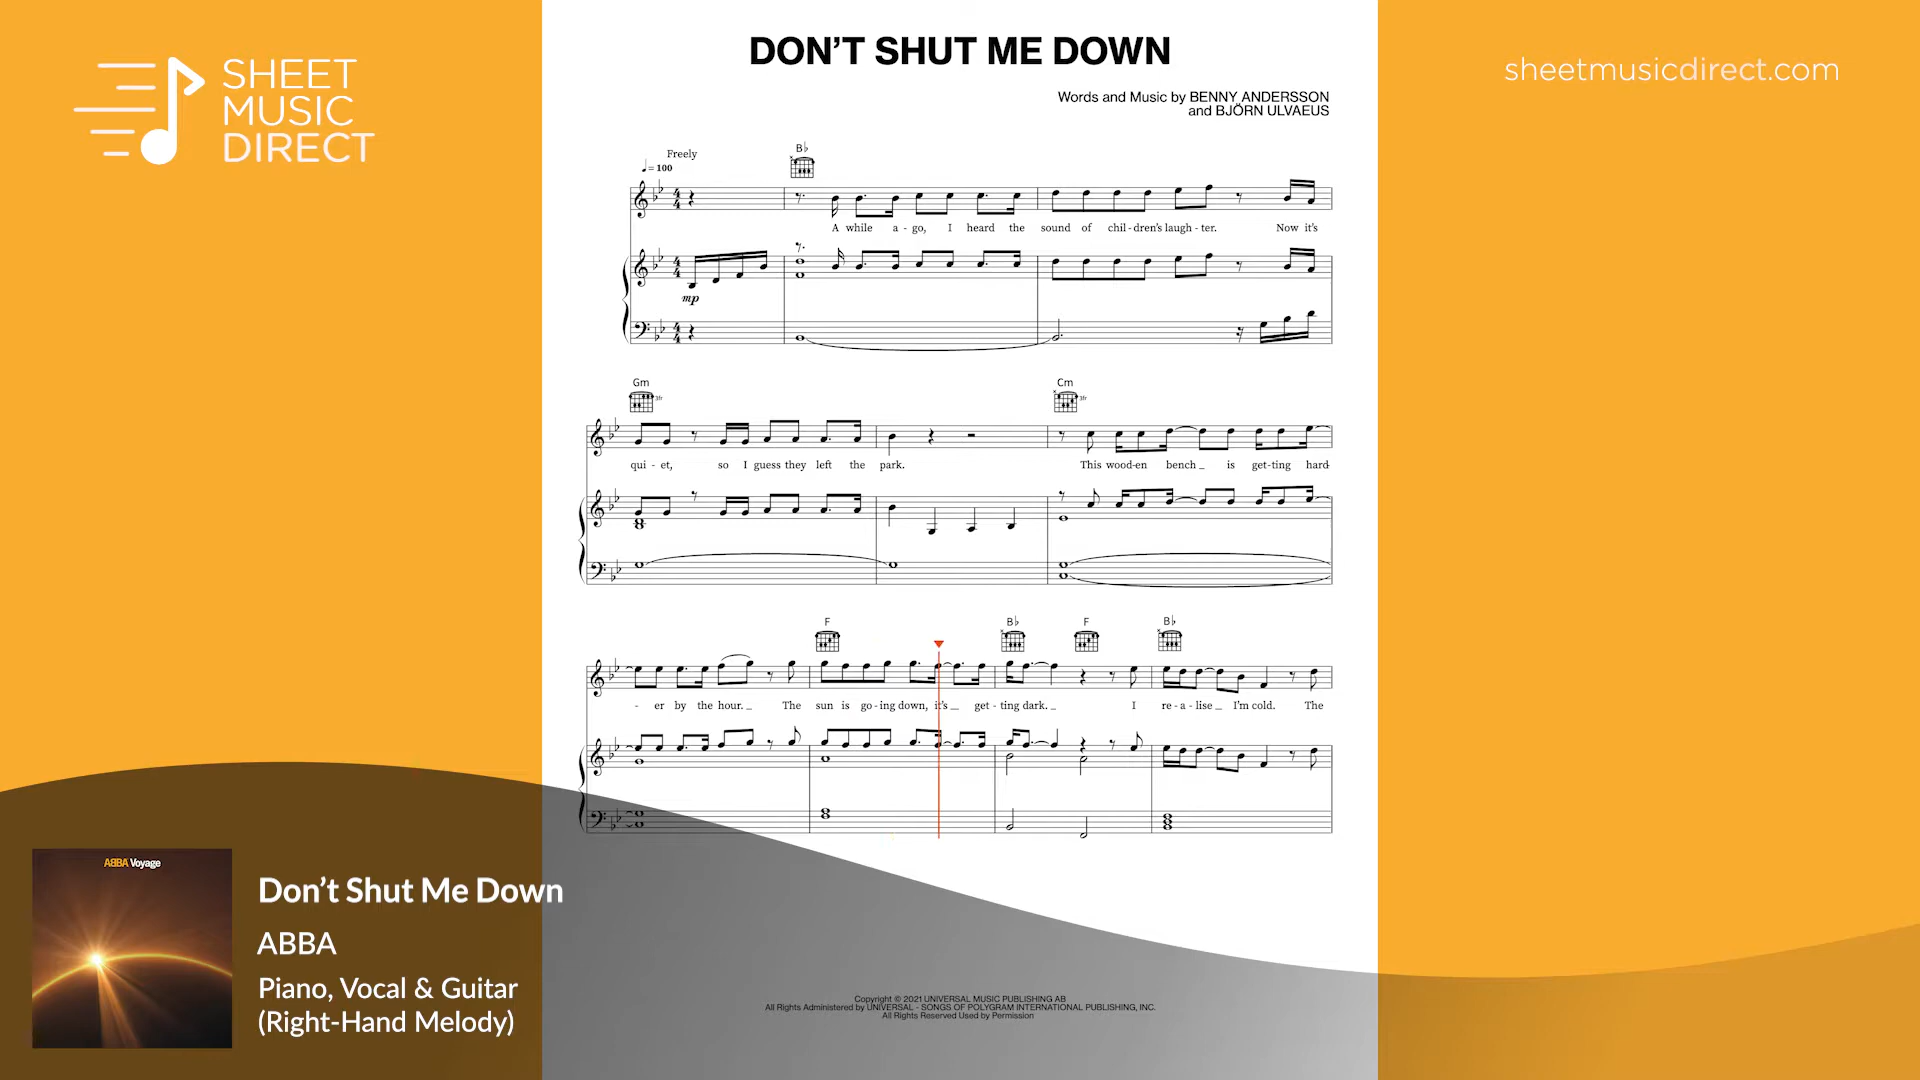 SHEET
MUSIC
DIRECT
sheetmusicdirect.com
DON’T SHUT ME DOWN
Words and Music by BENNY ANDERSSON
and BJÖRN ULVAEUS
Freely
♩ = 100
B♭
A while a - go, I heard the sound of chil - dren's laugh - ter. Now it's
mp
Gm Cm
3fr 3fr
qui - et, so I guess they left the park. This wood-en bench _ is get-ting hard-
F B♭ F B♭
- er by the hour. _ The sun is go - ing down, it's _ get - ting dark. _ I re - a - lise _ I'm cold. The
ABBA Voyage
Don’t Shut Me Down
ABBA
Piano, Vocal & Guitar
(Right-Hand Melody)
Copyright © 2021 UNIVERSAL MUSIC PUBLISHING AB
All Rights Administered by UNIVERSAL - SONGS OF POLYGRAM INTERNATIONAL PUBLISHING, INC.
All Rights Reserved Used by Permission